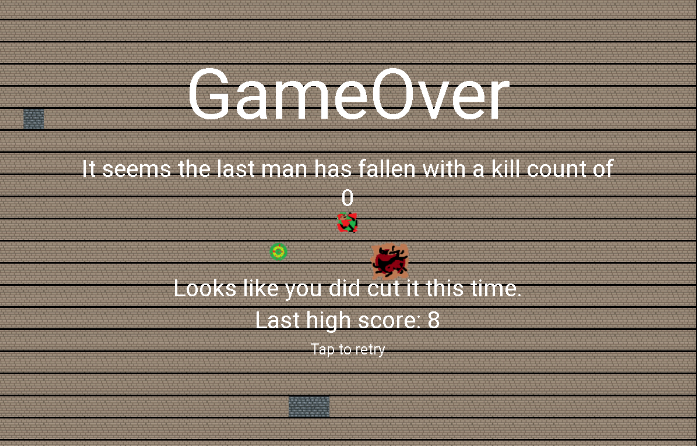 GameOver
It seems the last man has fallen with a kill count of
0
Looks like you did cut it this time.
Last high score: 8
Tap to retry